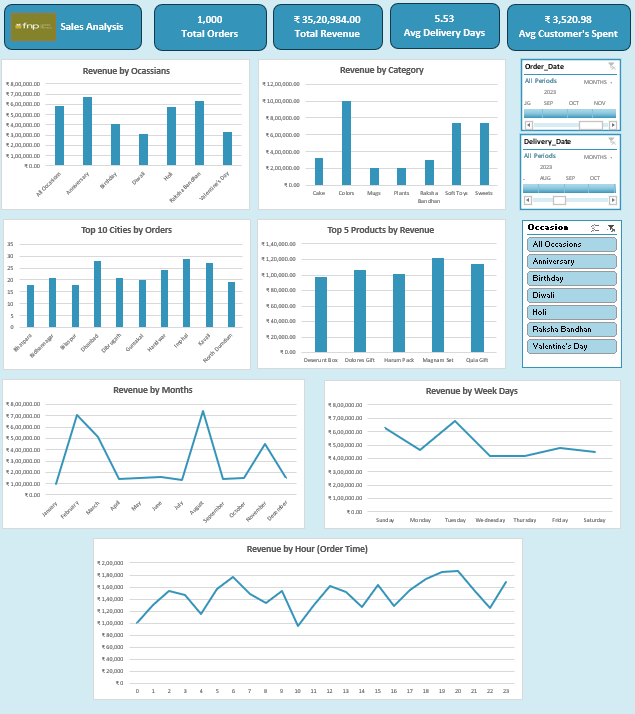 fnp
Sales Analysis
1,000
Total Orders
₹ 35,20,984.00
Total Revenue
5.53
Avg Delivery Days
₹ 3,520.98
Avg Customer's Spent
Revenue by Ocassians
₹ 8,00,000.00
₹ 7,00,000.00
₹ 6,00,000.00
₹ 5,00,000.00
₹ 4,00,000.00
₹ 3,00,000.00
₹ 2,00,000.00
₹ 1,00,000.00
₹ 0.00
All Occasions
Anniversary
Birthday
Diwali
Holi
Raksha Bandhan
Valentine's Day
Revenue by Category
₹ 12,00,000.00
₹ 10,00,000.00
₹ 8,00,000.00
₹ 6,00,000.00
₹ 4,00,000.00
₹ 2,00,000.00
₹ 0.00
Cake
Colors
Mugs
Plants
Raksha
Bandhan
Soft Toys
Sweets
Order_Date
All Periods
MONTHS
2023
SEP
OCT
NOV
Delivery_Date
All Periods
MONTHS
2023
AUG
SEP
OCT
Top 10 Cities by Orders
35
30
25
20
15
10
5
0
Bhatpara
Bidhannagar
Bilaspur
Dhanbad
Dibrugarh
Guntakal
Haridwar
Imphal
Kavali
North Dumdum
Top 5 Products by Revenue
₹ 1,40,000.00
₹ 1,20,000.00
₹ 1,00,000.00
₹ 80,000.00
₹ 60,000.00
₹ 40,000.00
₹ 20,000.00
₹ 0.00
Deserunt Box
Dolores Gift
Harum Pack
Magnam Set
Quia Gift
Occasion
All Occasions
Anniversary
Birthday
Diwali
Holi
Raksha Bandhan
Valentine's Day
Revenue by Months
₹ 8,00,000.00
₹ 7,00,000.00
₹ 6,00,000.00
₹ 5,00,000.00
₹ 4,00,000.00
₹ 3,00,000.00
₹ 2,00,000.00
₹ 1,00,000.00
₹ 0.00
January
February
March
April
May
June
July
August
September
October
November
December
Revenue by Week Days
₹ 8,00,000.00
₹ 7,00,000.00
₹ 6,00,000.00
₹ 5,00,000.00
₹ 4,00,000.00
₹ 3,00,000.00
₹ 2,00,000.00
₹ 1,00,000.00
₹ 0.00
Sunday
Monday
Tuesday
Wednesday
Thursday
Friday
Saturday
Revenue by Hour (Order Time)
₹ 2,00,000
₹ 1,80,000
₹ 1,60,000
₹ 1,40,000
₹ 1,20,000
₹ 1,00,000
₹ 80,000
₹ 60,000
₹ 40,000
₹ 20,000
₹ 0
0 1 2 3 4 5 6 7 8 9 10 11 12 13 14 15 16 17 18 19 20 21 22 23